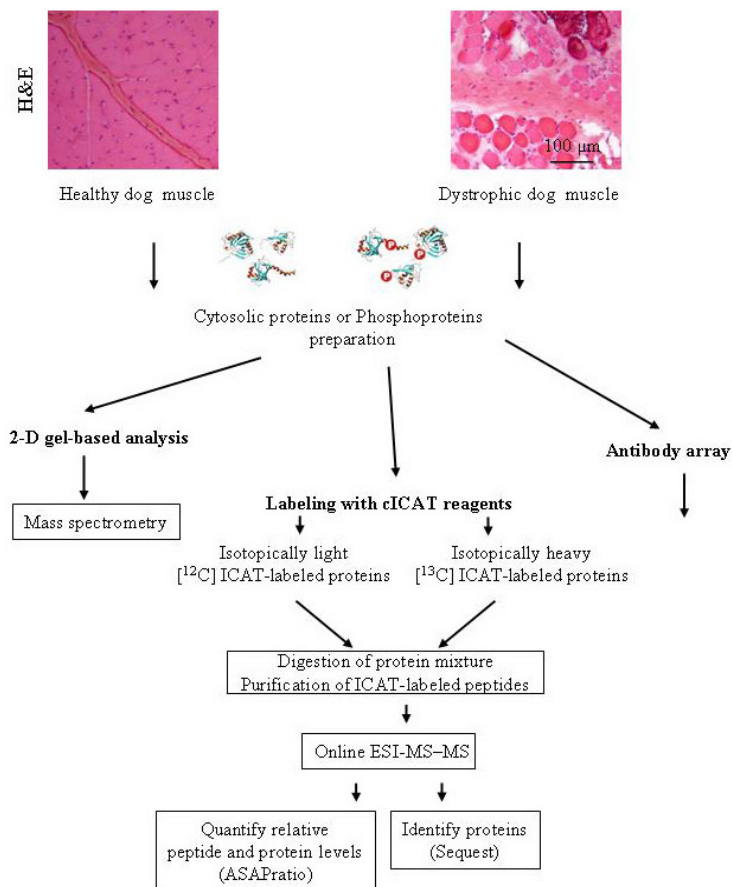 H&E
100 µm
Healthy dog muscle
Dystrophic dog muscle
P
P
P
Cytosolic proteins or Phosphoproteins
preparation
2-D gel-based analysis
Antibody array
Mass spectrometry
Labeling with cICAT reagents
Isotopically light
[¹²C] ICAT-labeled proteins
Isotopically heavy
[¹³C] ICAT-labeled proteins
Digestion of protein mixture
Purification of ICAT-labeled peptides
Online ESI-MS–MS
Quantify relative
peptide and protein levels
(ASAPratio)
Identify proteins
(Sequest)